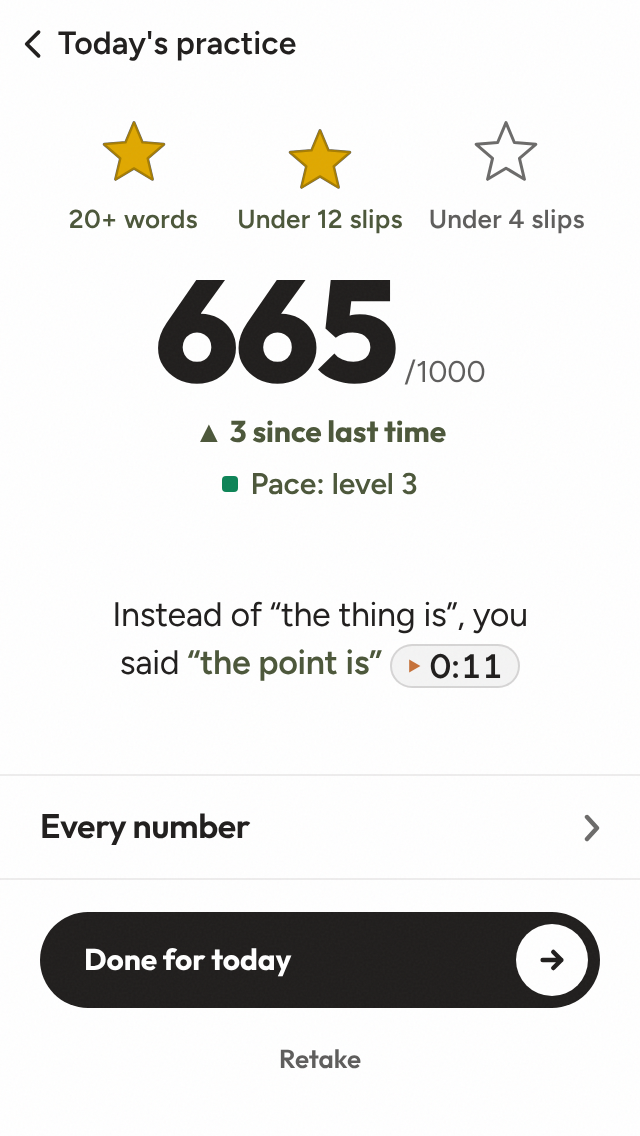 Today's practice
20+ words
Under 12 slips
Under 4 slips
665 /1000
▲ 3 since last time
Pace: level 3
Instead of “the thing is”, you
said “the point is” 0:11
Every number
Done for today
Retake